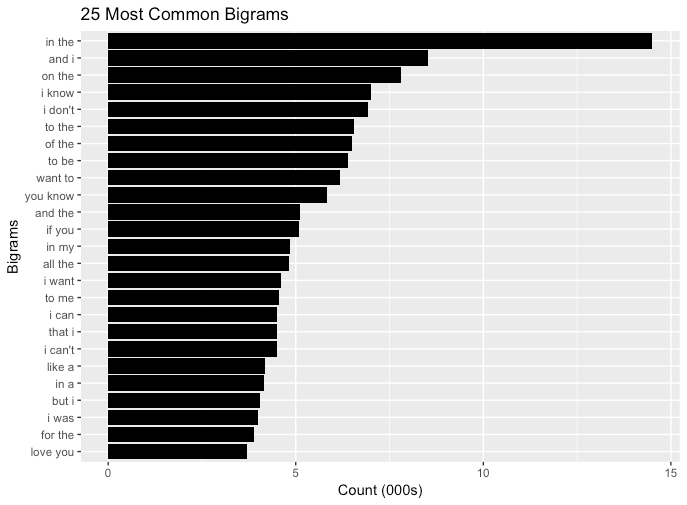 25 Most Common Bigrams
in the
and i
on the
i know
i don't
to the
of the
to be
want to
you know
and the
if you
in my
all the
i want
to me
i can
that i
i can't
like a
in a
but i
i was
for the
love you
Bigrams
0 5 10 15
Count (000s)